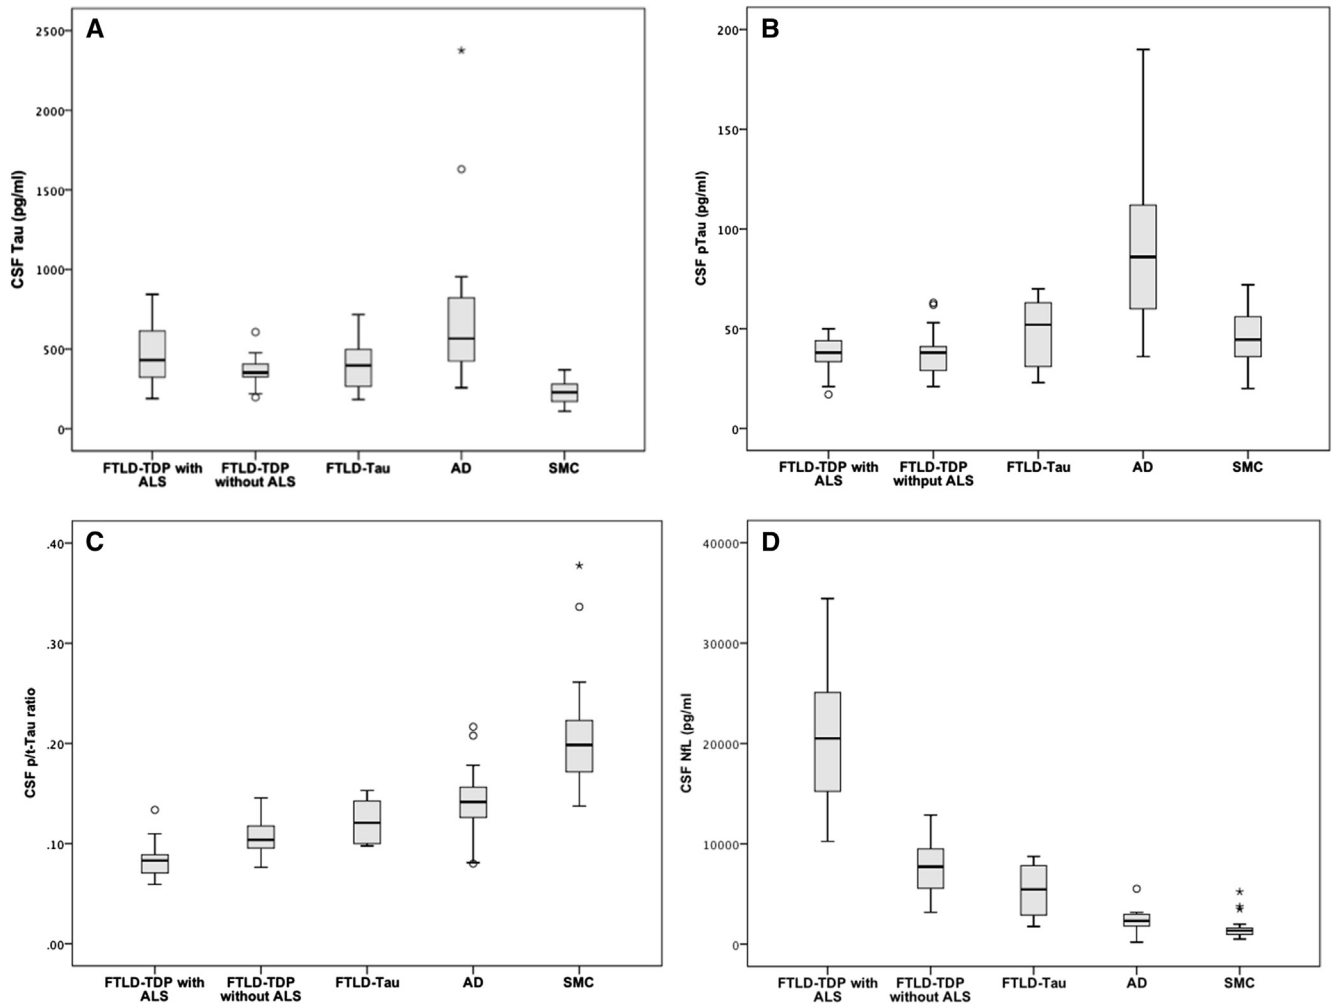 A
CSF Tau (pg/ml)
2500
2000
1500
1000
500
0
*
FTLD-TDP with
ALS
FTLD-TDP
without ALS
FTLD-Tau
AD
SMC
B
CSF pTau (pg/ml)
200
150
100
50
0
FTLD-TDP with
ALS
FTLD-TDP
withput ALS
FTLD-Tau
AD
SMC
C
CSF p/t-Tau ratio
.40
.30
.20
.10
.00
*
FTLD-TDP with
ALS
FTLD-TDP
without ALS
FTLD-Tau
AD
SMC
D
CSF NfL (pg/ml
40000
30000
20000
10000
0
*
*
*
FTLD-TDP with
ALS
FTLD-TDP
without ALS
FTLD-Tau
AD
SMC